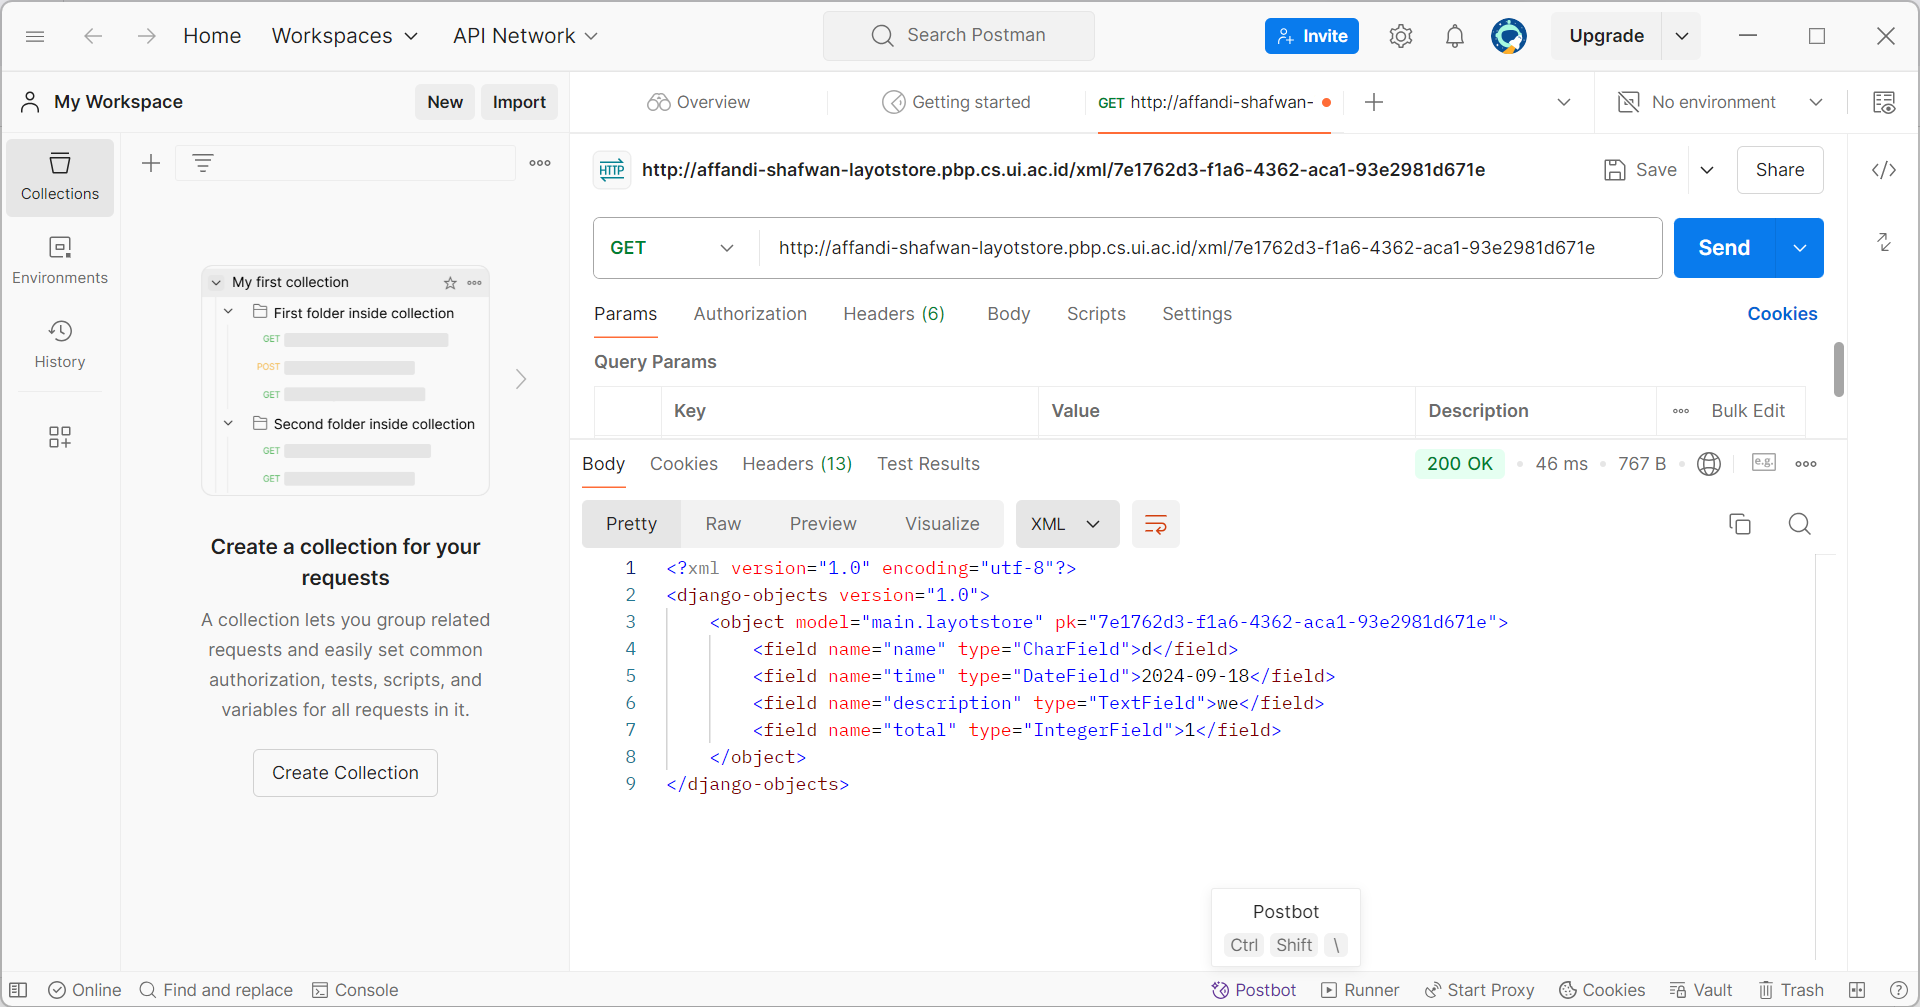 Home Workspaces API Network Search Postman Invite Upgrade
My Workspace New Import Overview Getting started GET http://affandi-shafwan- No environment
Collections
Environments
History
My first collection
First folder inside collection
GET
POST
GET
Second folder inside collection
GET
GET
Create a collection for your
requests
A collection lets you group related
requests and easily set common
authorization, tests, scripts, and
variables for all requests in it.
Create Collection
HTTP http://affandi-shafwan-layotstore.pbp.cs.ui.ac.id/xml/7e1762d3-f1a6-4362-aca1-93e2981d671e Save Share
GET http://affandi-shafwan-layotstore.pbp.cs.ui.ac.id/xml/7e1762d3-f1a6-4362-aca1-93e2981d671e Send
Params Authorization Headers (6) Body Scripts Settings Cookies
Query Params
Key Value Description Bulk Edit
Body Cookies Headers (13) Test Results 200 OK 46 ms 767 B e.g.
Pretty Raw Preview Visualize XML
1 <?xml version="1.0" encoding="utf-8"?>
2 <django-objects version="1.0">
3 <object model="main.layotstore" pk="7e1762d3-f1a6-4362-aca1-93e2981d671e">
4 <field name="name" type="CharField">d</field>
5 <field name="time" type="DateField">2024-09-18</field>
6 <field name="description" type="TextField">we</field>
7 <field name="total" type="IntegerField">1</field>
8 </object>
9 </django-objects>
Postbot
Ctrl Shift \
Online Find and replace Console Postbot Runner Start Proxy Cookies Vault Trash